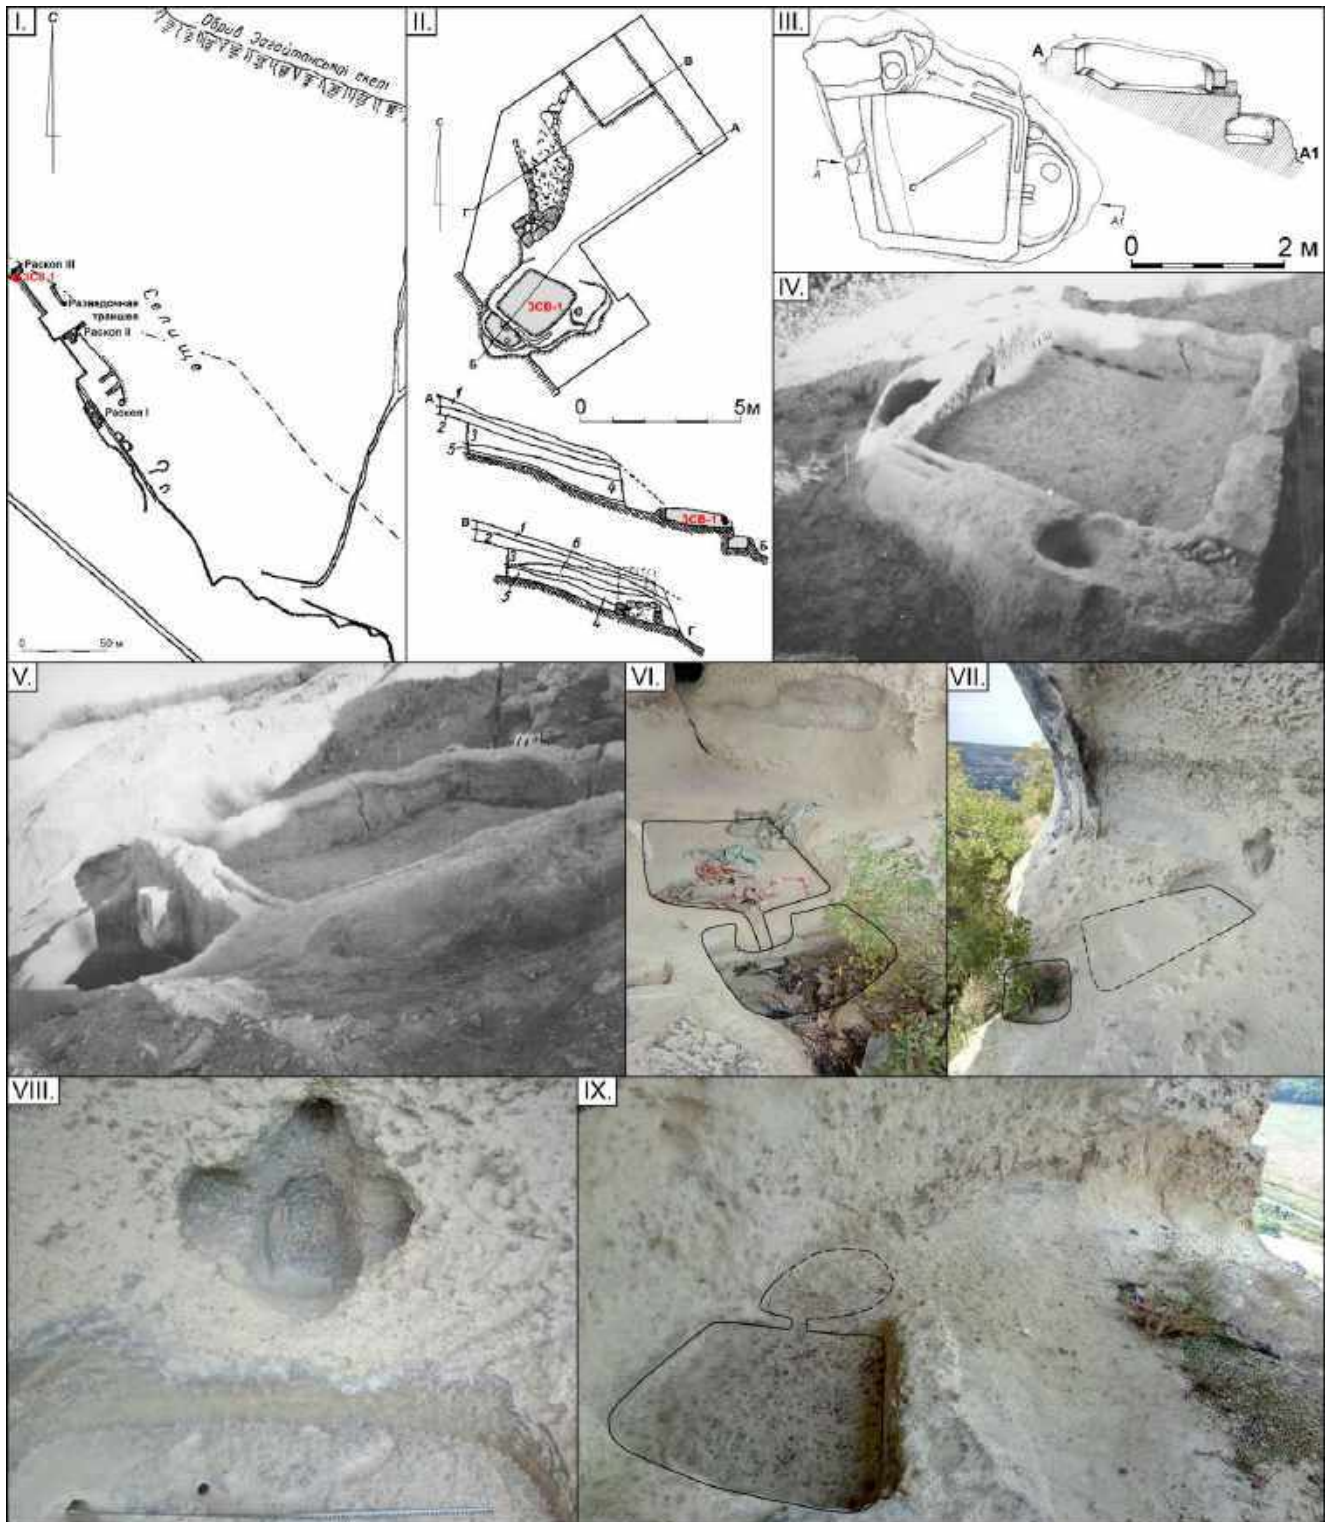 I.
С
Обрив Загайтанської скелі
Раскоп III
ЗСВ-1
Разведочная
траншея
Раскоп II
Селище
Раскоп I
0 50 м
II.
С
В
А
Г
ЗСВ-1
Б
0 5м
А
1
2
3
5
4
ЗСВ-1
Б
В
1
2
3
6
5
4
Г
III.
А
С
А1
А
А1
0 2 м
IV.
V.
VI.
VII.
VIII.
IX.